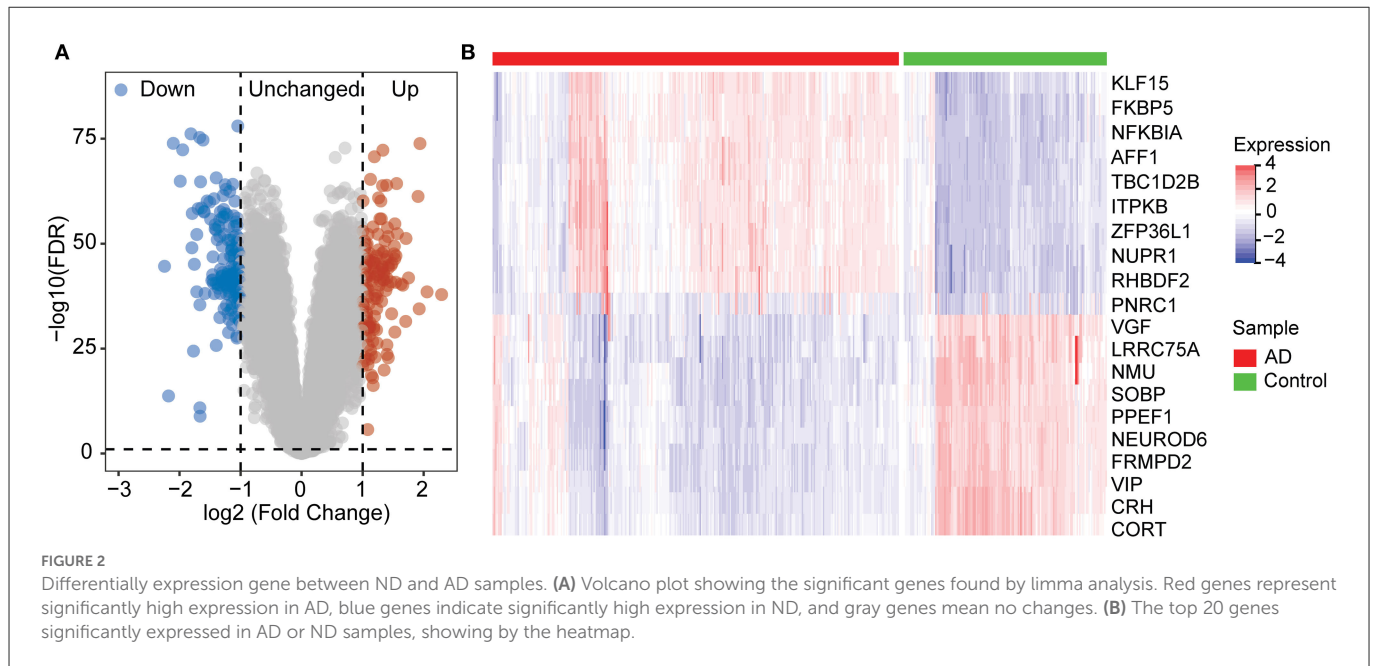 A
Down
Unchanged
Up
75
50
25
0
−3 −2 −1 0 1 2
−log10(FDR)
log2 (Fold Change)
B
KLF15
FKBP5
NFKBIA
AFF1
TBC1D2B
ITPKB
ZFP36L1
NUPR1
RHBDF2
PNRC1
VGF
LRRC75A
NMU
SOBP
PPEF1
NEUROD6
FRMPD2
VIP
CRH
CORT
Expression
4
2
0
−2
−4
Sample
AD
Control
FIGURE 2
Differentially expression gene between ND and AD samples. (A) Volcano plot showing the significant genes found by limma analysis. Red genes represent
significantly high expression in AD, blue genes indicate significantly high expression in ND, and gray genes mean no changes. (B) The top 20 genes
significantly expressed in AD or ND samples, showing by the heatmap.